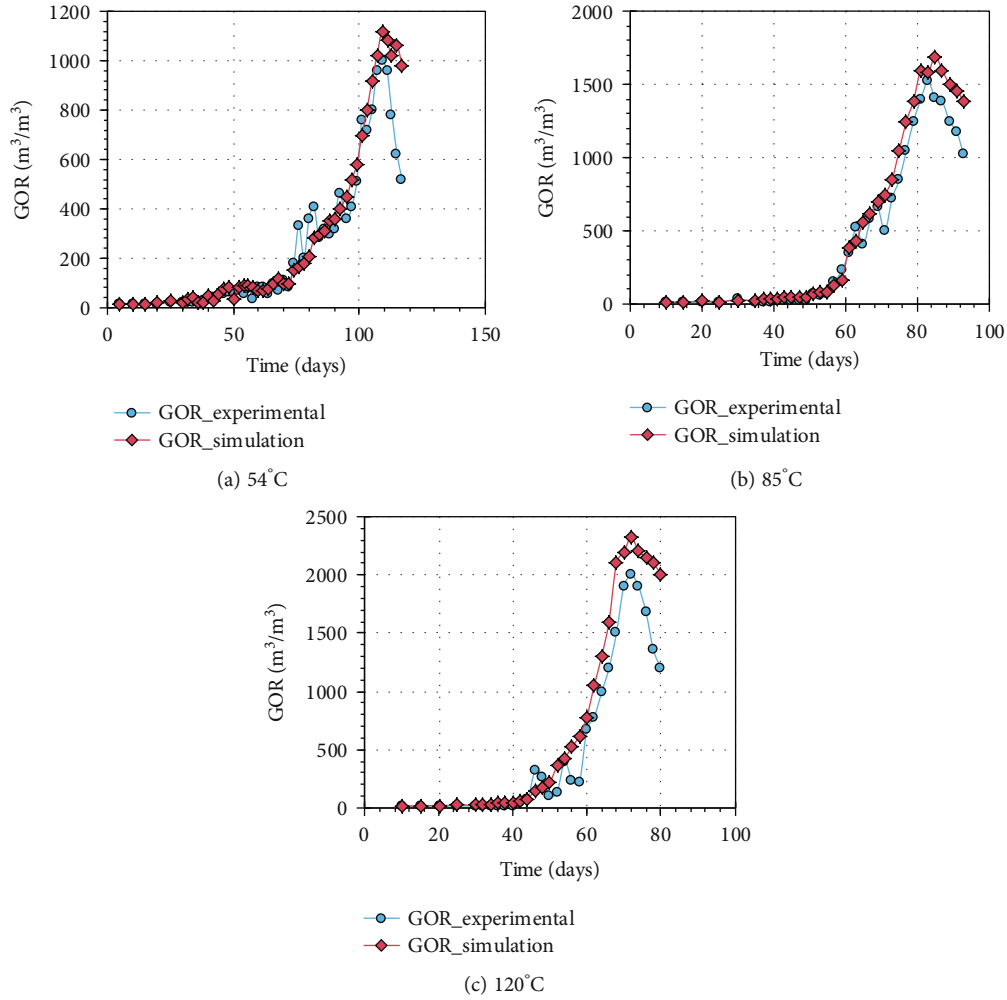 1200
1000
800
600
400
200
0
GOR (m³/m³)
0 50 100 150
Time (days)
GOR_experimental
GOR_simulation
(a) 54°C
2000
1500
1000
500
0
GOR (m³/m³)
0 20 40 60 80 100
Time (days)
GOR_experimental
GOR_simulation
(b) 85°C
2500
2000
1500
1000
500
0
GOR (m³/m³)
0 20 40 60 80 100
Time (days)
GOR_experimental
GOR_simulation
(c) 120°C